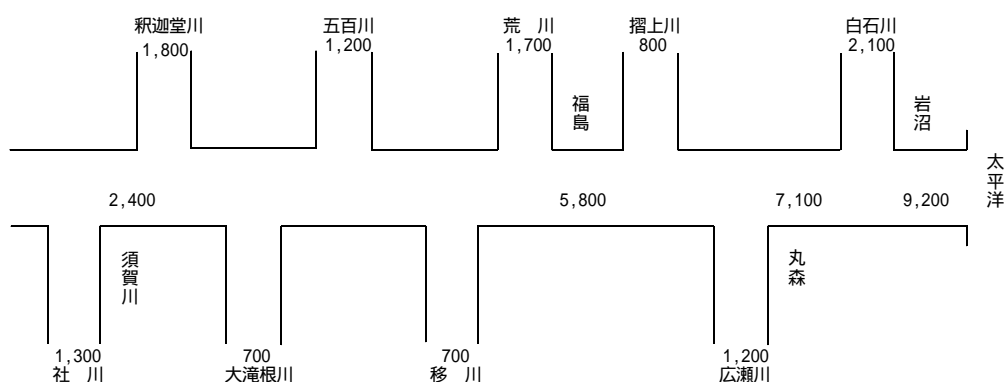 釈迦堂川
1,800
五百川
1,200
荒 川
1,700
摺上川
800
白石川
2,100
福島
岩沼
太平洋
2,400
5,800
7,100
9,200
須賀川
丸森
1,300
社 川
700
大滝根川
700
移 川
1,200
広瀬川